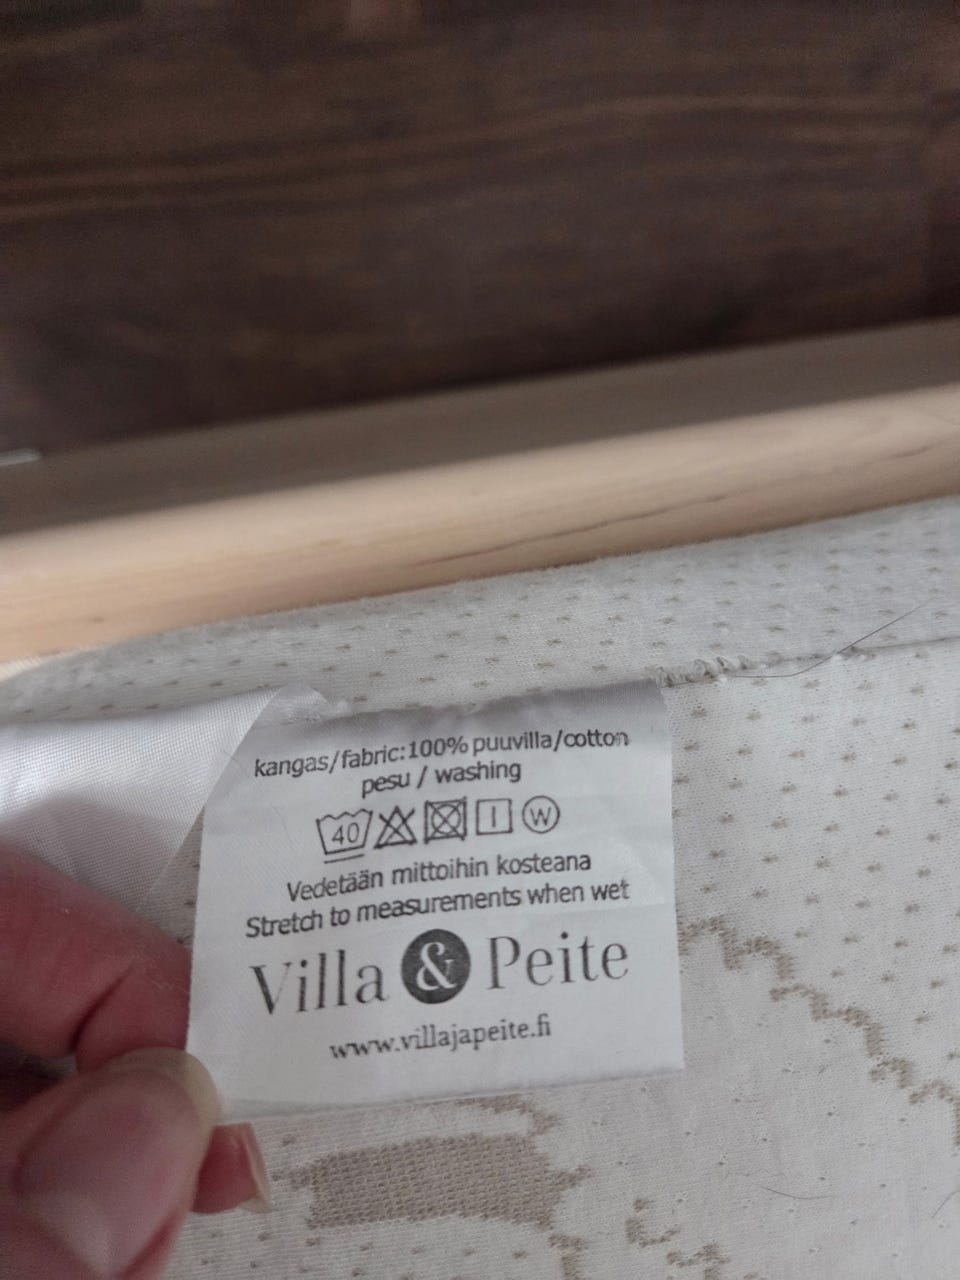 kangas/fabric:100% puuvilla/cotton
pesu / washing
40 I W
Vedetään mittoihin kosteana
Stretch to measurements when wet
Villa & Peite
www.villajapeite.fi